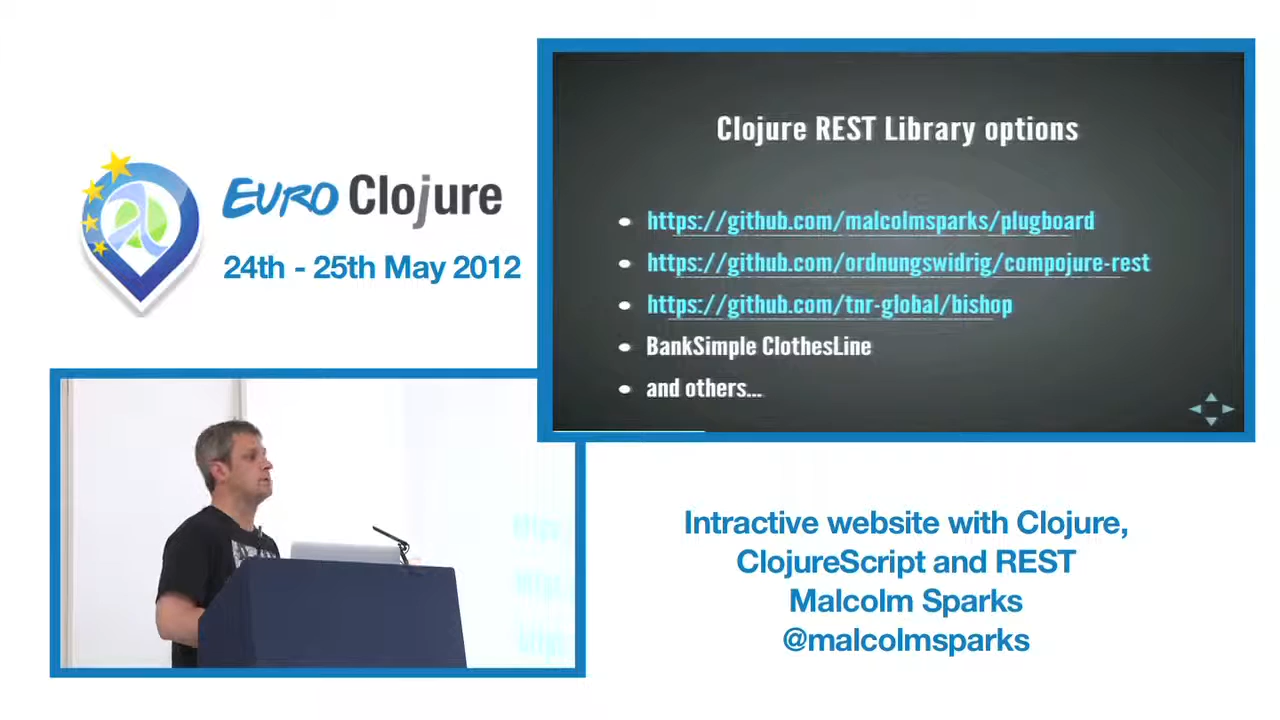 EURO Clojure
24th - 25th May 2012
Clojure REST Library options
https://github.com/malcolmsparks/plugboard
https://github.com/ordnungswidrig/compojure-rest
https://github.com/tnr-global/bishop
BankSimple ClothesLine
and others...
Intractive website with Clojure,
ClojureScript and REST
Malcolm Sparks
@malcolmsparks